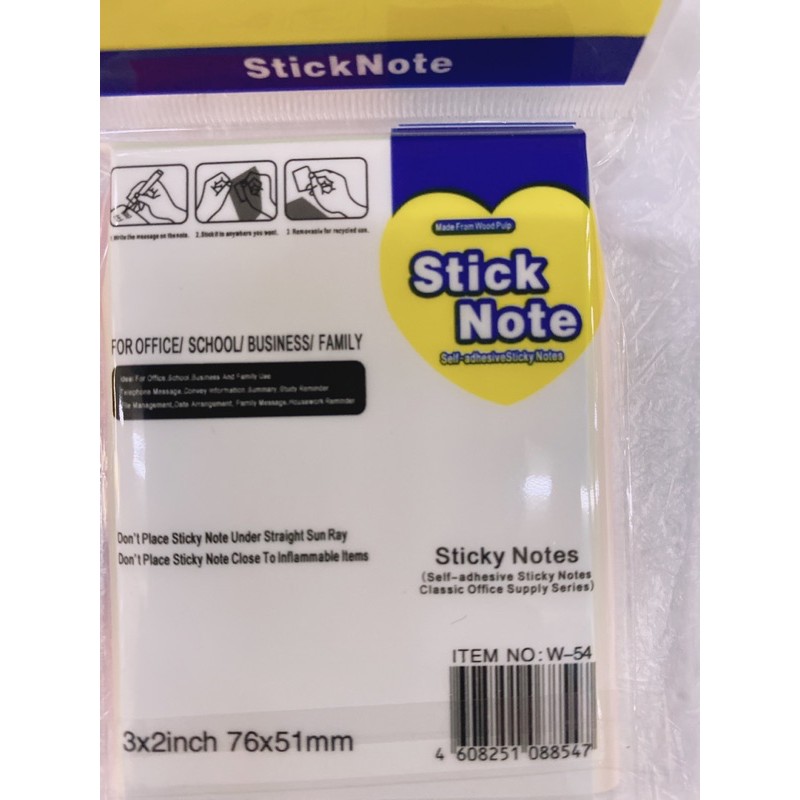 StickNote
1.Write the message on the note. 2.Stick it to anywhere you want. 3. Removable for recycled use.
Made Fram Wood Pulp
Stick
Note
Self-adhesiveSticky Notes
FOR OFFICE/ SCHOOL/ BUSINESS/ FAMILY
Ideal For Office,School,Business And Family Use
Telephone Message,Convey Information,Summary,Study Reminder
File Management,Date Arrangement, Family Message,Housework Reminder
Don't Place Sticky Note Under Straight Sun Ray
Don't Place Sticky Note Close To Inflammable Items
Sticky Notes
(Self-adhesive Sticky Notes
Classic Office Supply Series)
ITEM NO: W-54
3x2inch 76x51mm
4 608251 088547